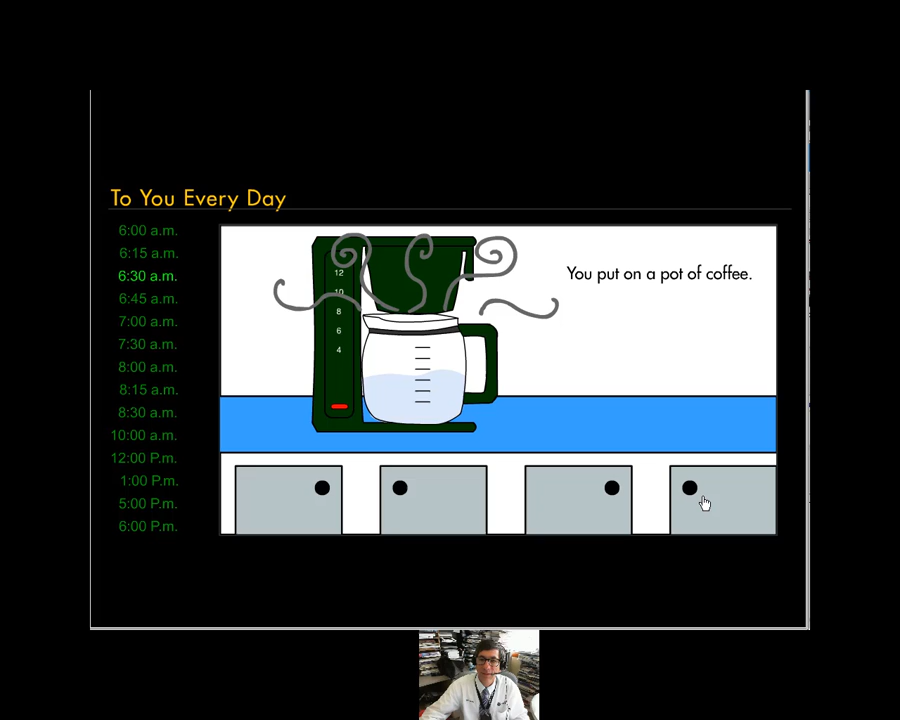 To You Every Day
6:00 a.m.
6:15 a.m.
6:30 a.m.
6:45 a.m.
7:00 a.m.
7:30 a.m.
8:00 a.m.
8:15 a.m.
8:30 a.m.
10:00 a.m.
12:00 P.m.
1:00 P.m.
5:00 P.m.
6:00 P.m.
You put on a pot of coffee.
12
10
8
6
4